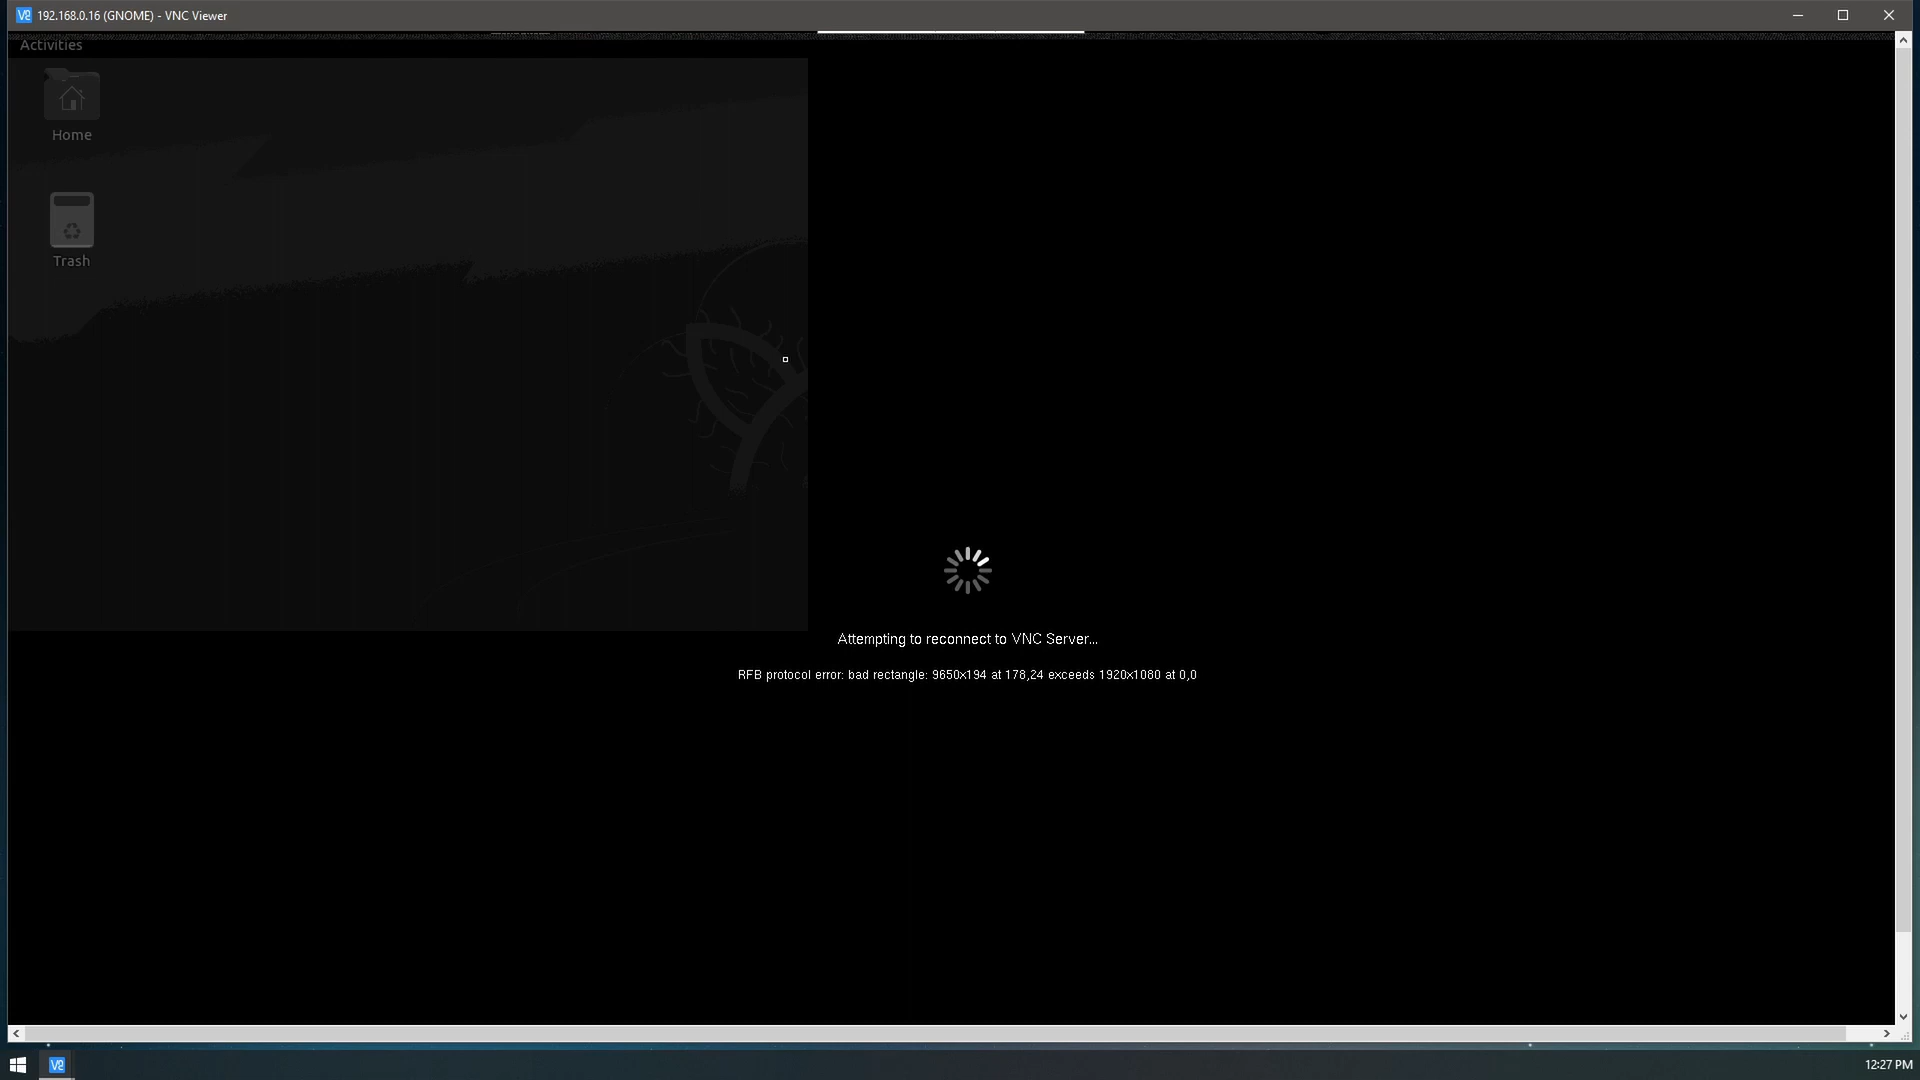 192.168.0.16 (GNOME) - VNC Viewer
Activities
Home
Trash
Attempting to reconnect to VNC Server...
RFB protocol error: bad rectangle: 9650x194 at 178,24 exceeds 1920x1080 at 0,0
12:27 PM